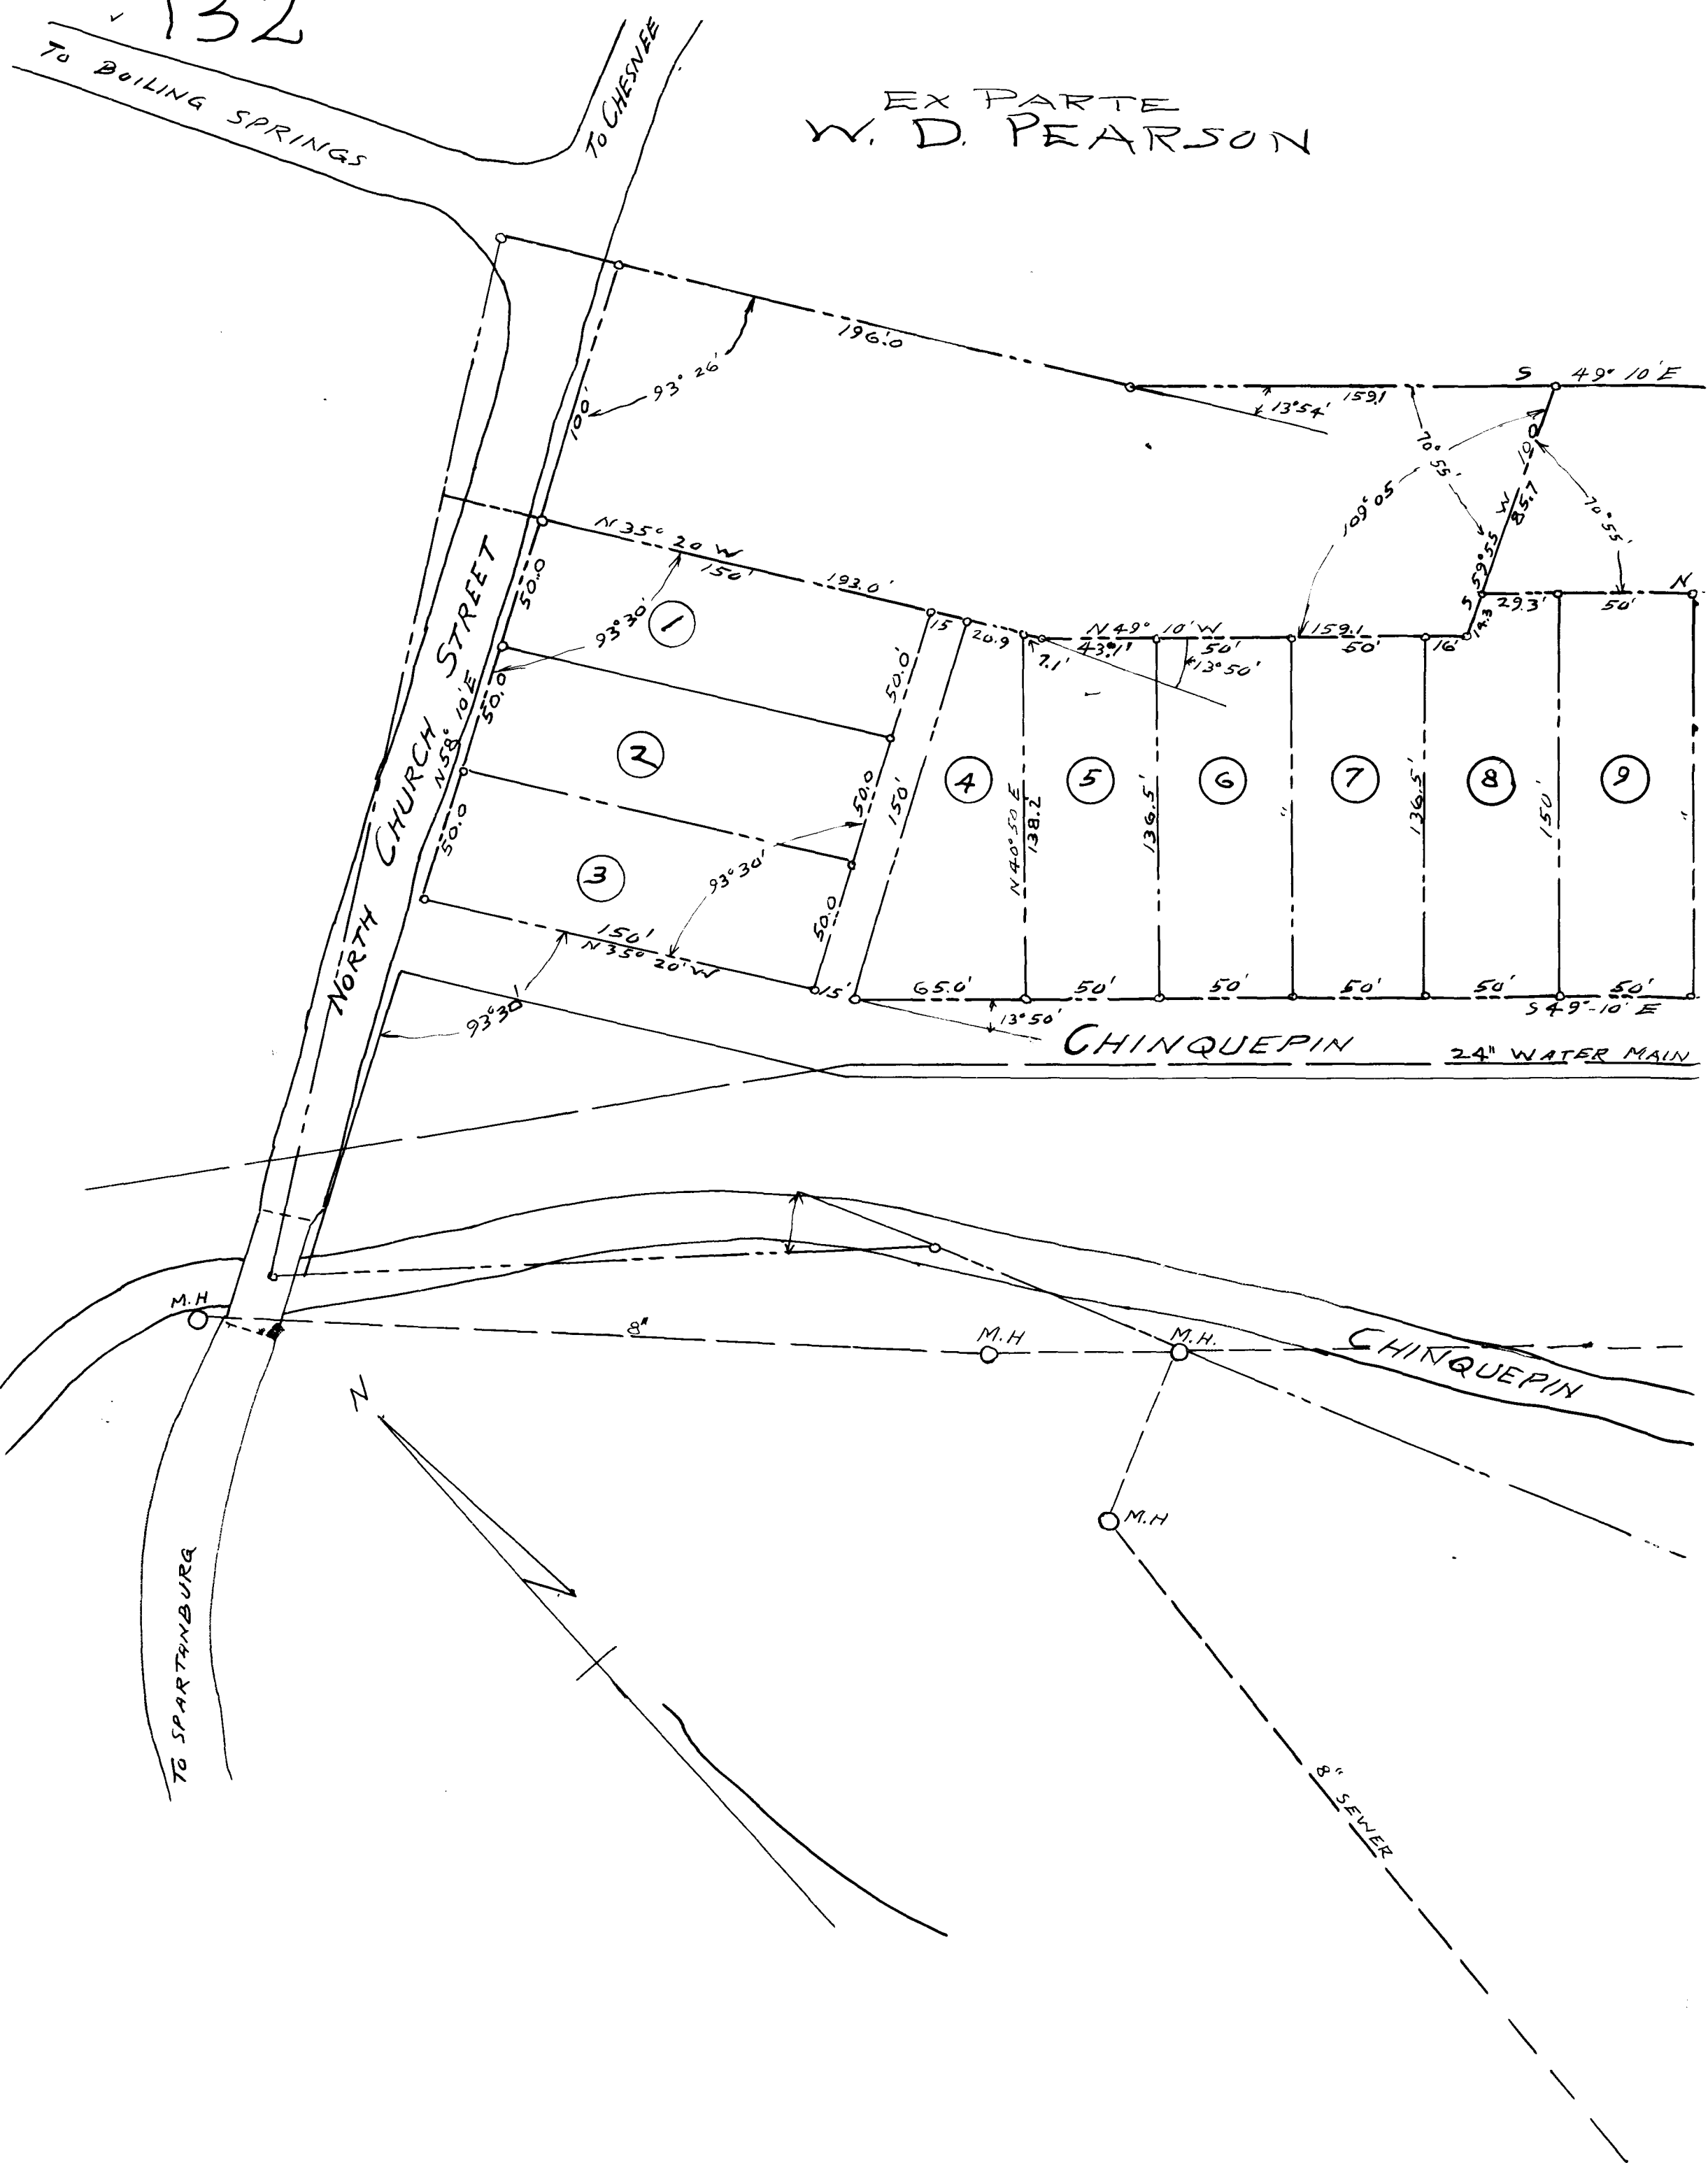 132
TO BOILING SPRINGS
TO CHESNEE
EX PARTE
W. D. PEARSON
196.0
93° 26'
100'
S 49° 10' E
159.1
13°54'
70° 55'
109° 05
100
S 59° 55 W
85.7
70° 55'
N 35° 20 W
150'
193.0'
50.0
93° 30'
1
15
20.9
7.1'
N 49° 10' W
43.1'
50'
159.1
50'
16'
14.3
29.3'
50'
N
13° 50'
NORTH CHURCH STREET
N 58° 10' E
50.0
50.0
2
50.0'
50.0
50.0
150'
4
N 40° 50 E
138.2'
5
136.5'
6
"
7
136.5'
8
150'
9
"
3
93° 30'
150'
N 35° 20' W
93° 30'
15'
65.0'
50'
50'
50'
50'
50'
S 49°-10' E
13° 50'
CHINQUEPIN
24" WATER MAIN
M.H
8"
M.H
M.H.
CHINQUEPIN
N
M.H
TO SPARTANBURG
8" SEWER